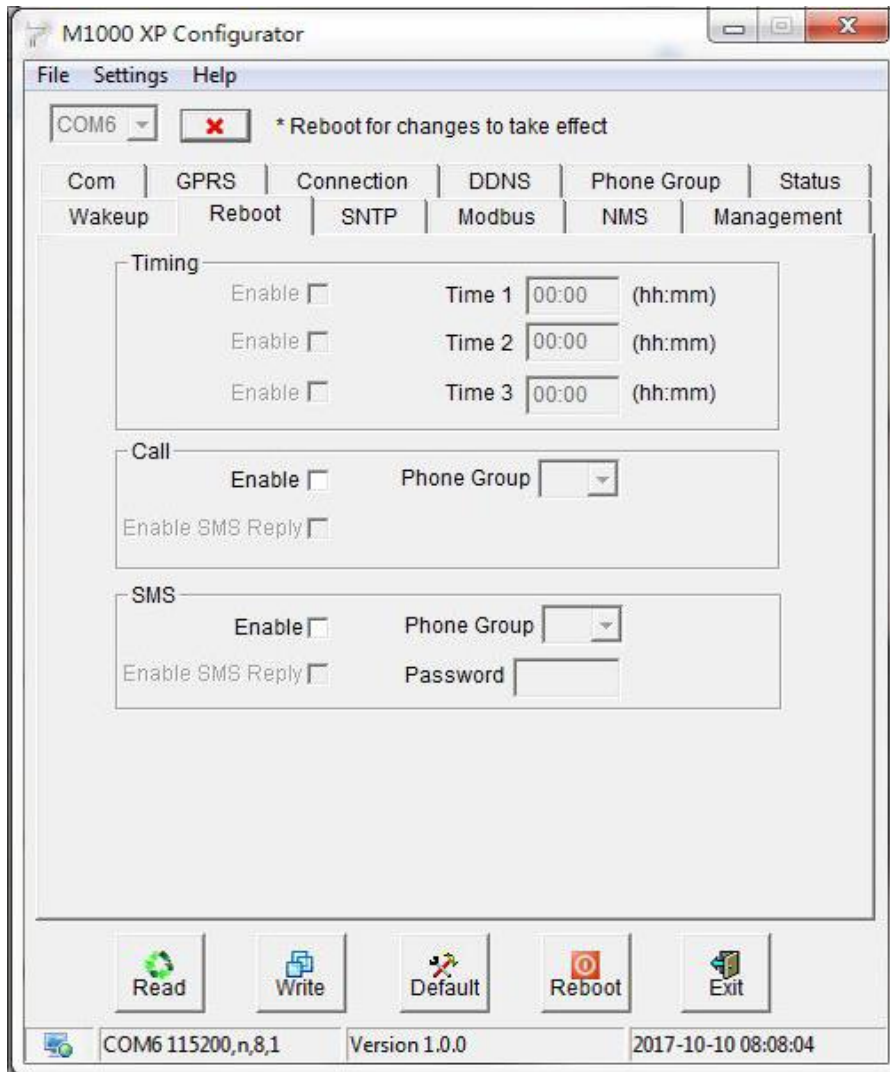 M1000 XP Configurator
File Settings Help
COM6 * Reboot for changes to take effect
Com GPRS Connection DDNS Phone Group Status
Wakeup Reboot SNTP Modbus NMS Management
Timing
Enable Time 1 00:00 (hh:mm)
Enable Time 2 00:00 (hh:mm)
Enable Time 3 00:00 (hh:mm)
Call
Enable Phone Group
Enable SMS Reply
SMS
Enable Phone Group
Enable SMS Reply Password
Read Write Default Reboot Exit
COM6 115200,n,8,1 Version 1.0.0 2017-10-10 08:08:04